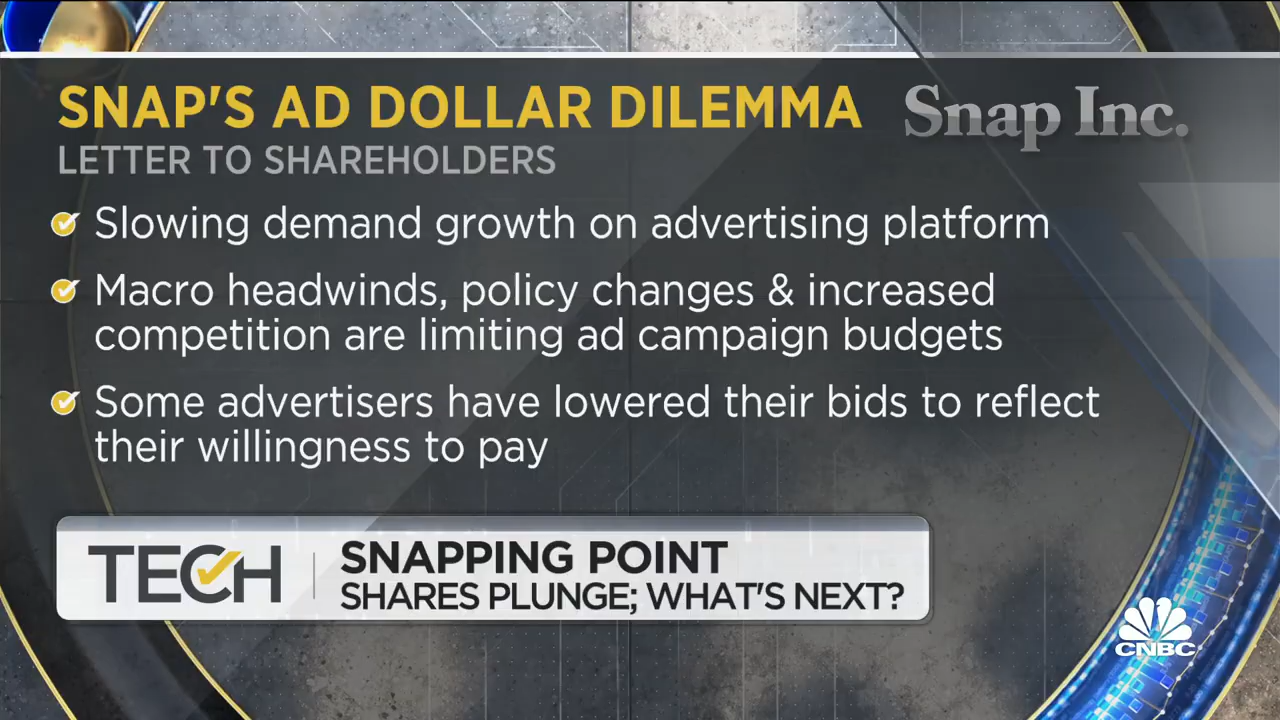 SNAP'S AD DOLLAR DILEMMA
Snap Inc.
LETTER TO SHAREHOLDERS
Slowing demand growth on advertising platform
Macro headwinds, policy changes & increased
competition are limiting ad campaign budgets
Some advertisers have lowered their bids to reflect
their willingness to pay
TECH
SNAPPING POINT
SHARES PLUNGE; WHAT'S NEXT?
CNBC